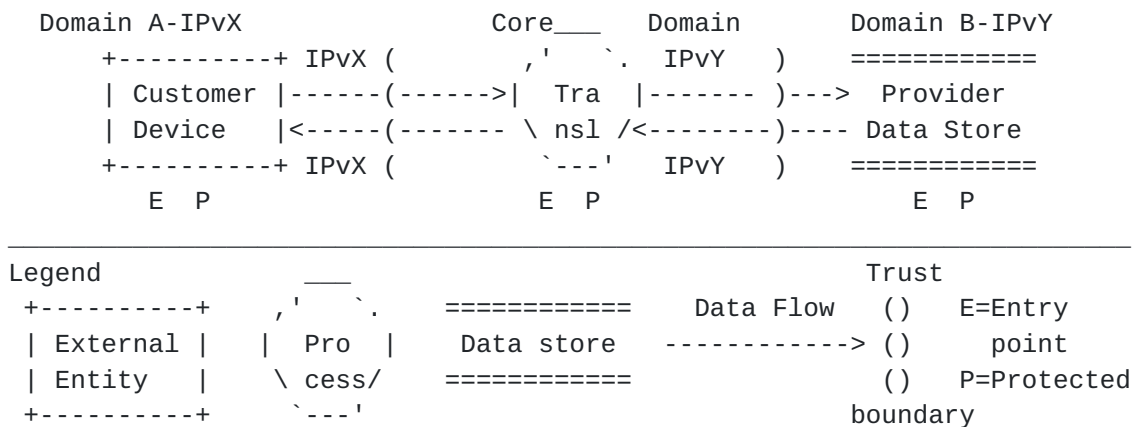 Domain A-IPvX                Core___   Domain         Domain B-IPvY
      +----------+ IPvX (        ,'   `.  IPvY    )    ============
      | Customer |------(------>|  Tra  |------- )--->  Provider
      | Device   |<-----(------- \ nsl /<--------)---- Data Store
      +----------+ IPvX (         `---'   IPvY    )    ============
         E  P                     E  P                     E  P
________________________________________________________________________
Legend             ___                                 Trust
 +----------+    ,'   `.    ============    Data Flow   ()   E=Entry
 | External |   |  Pro  |    Data store   ------------> ()     point
 | Entity   |    \ cess/    ============                ()   P=Protected
 +----------+     `---'                                boundary